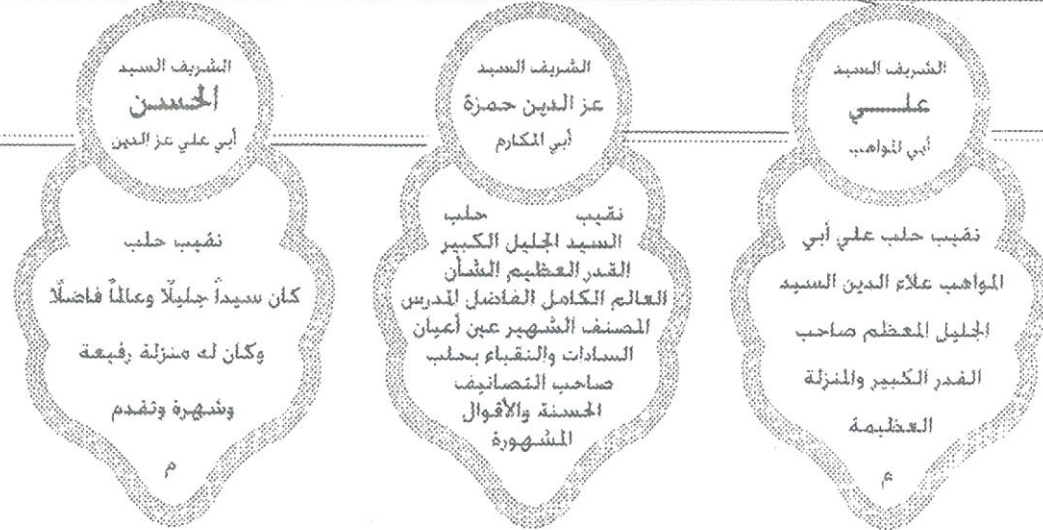 الشريف السيد
علـــــي
أبي المواهب
نقيب حلب علي أبي
المواهب علاء الدين السيد
الجليل المعظم صاحب
القدر الكبير والمنزلة
العظيمة
م
الشريف السيد
عز الدين حمزة
أبي المكارم
نقيب حلب
السيد الجليل الكبير
القدر العظيم الشأن
العالم الكامل الفاضل المدرس
المصنف الشهير عين أعيان
السادات والنقباء بحلب
صاحب التصانيف
الحسنة والأقوال
المشهورة
الشريف السيد
الحسن
أبي علي عز الدين
نقيب حلب
كان سيداً جليلًا وعالماً فاضلًا
وكان له منزلة رفيعة
وشهرة وتقدم
م